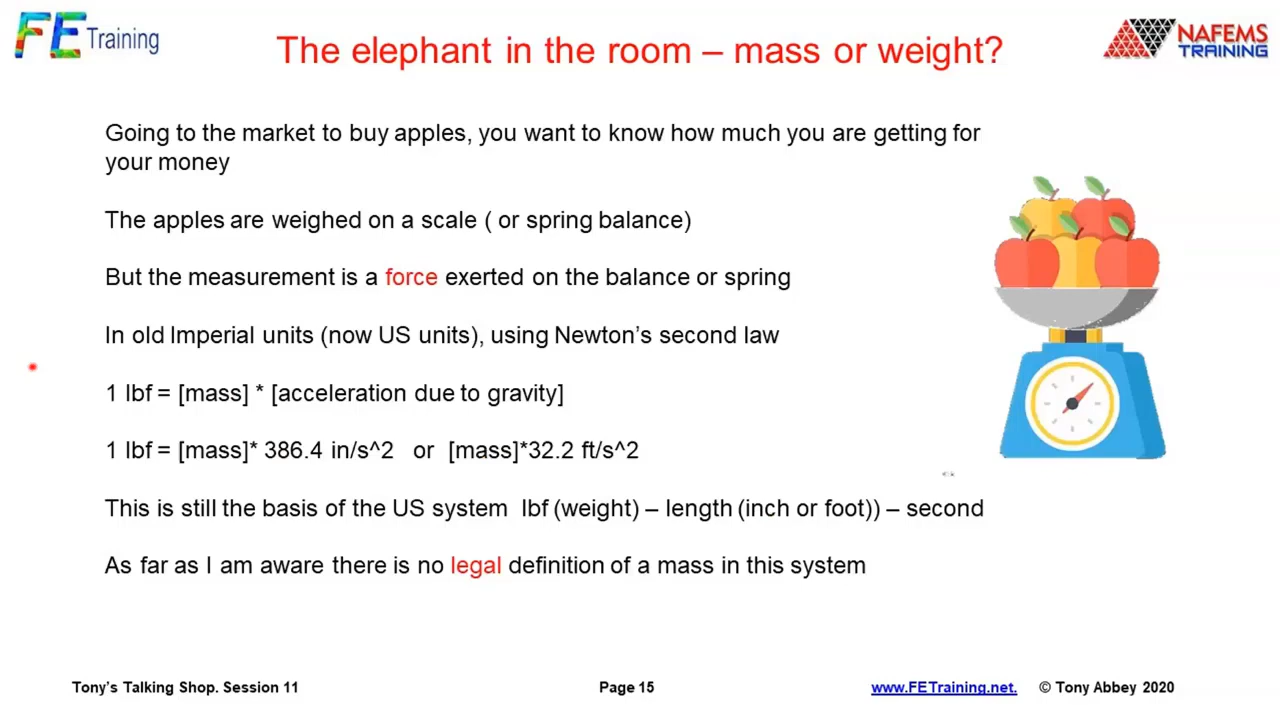 FE Training
The elephant in the room – mass or weight?
NAFEMS
TRAINING
Going to the market to buy apples, you want to know how much you are getting for
your money
The apples are weighed on a scale ( or spring balance)
But the measurement is a force exerted on the balance or spring
In old Imperial units (now US units), using Newton’s second law
1 lbf = [mass] * [acceleration due to gravity]
1 lbf = [mass]* 386.4 in/s^2 or [mass]*32.2 ft/s^2
This is still the basis of the US system lbf (weight) – length (inch or foot)) – second
As far as I am aware there is no legal definition of a mass in this system
Tony’s Talking Shop. Session 11
Page 15
www.FETraining.net. © Tony Abbey 2020